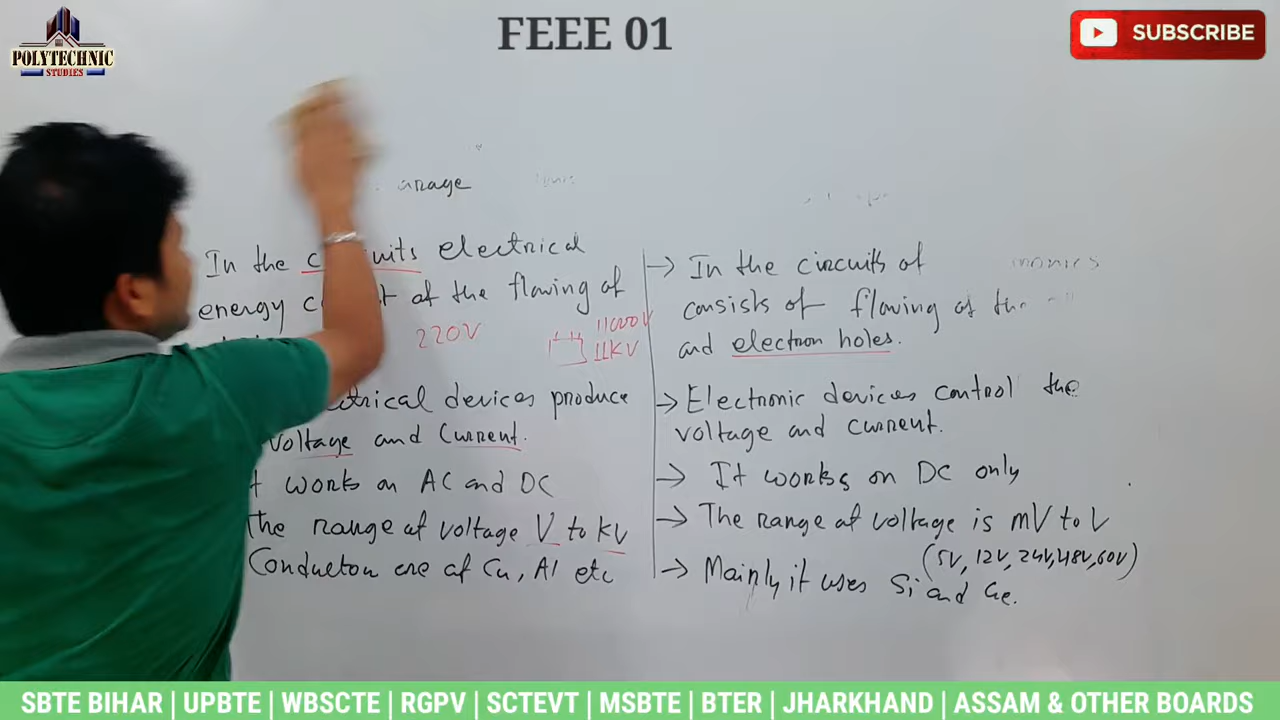 FEEE 01
POLYTECHNIC
STUDIES
SUBSCRIBE
In the circuits electrical
energy at the flowing of
220V
11000V
11KV
devices produce
voltage and Current.
works on AC and DC
The range of voltage V to KV
Conductor are of Cu, Al etc
→ In the circuits of
consists of flowing of the
and electron holes.
→ Electronic devices control the
voltage and current.
→ It works on DC only
→ The range of voltage is mV to V
(5V, 12V, 24V, 48V, 60V)
→ Mainly it uses Si and Ge.
SBTE BIHAR | UPBTE | WBSCTE | RGPV | SCTEVT | MSBTE | BTER | JHARKHAND | ASSAM & OTHER BOARDS